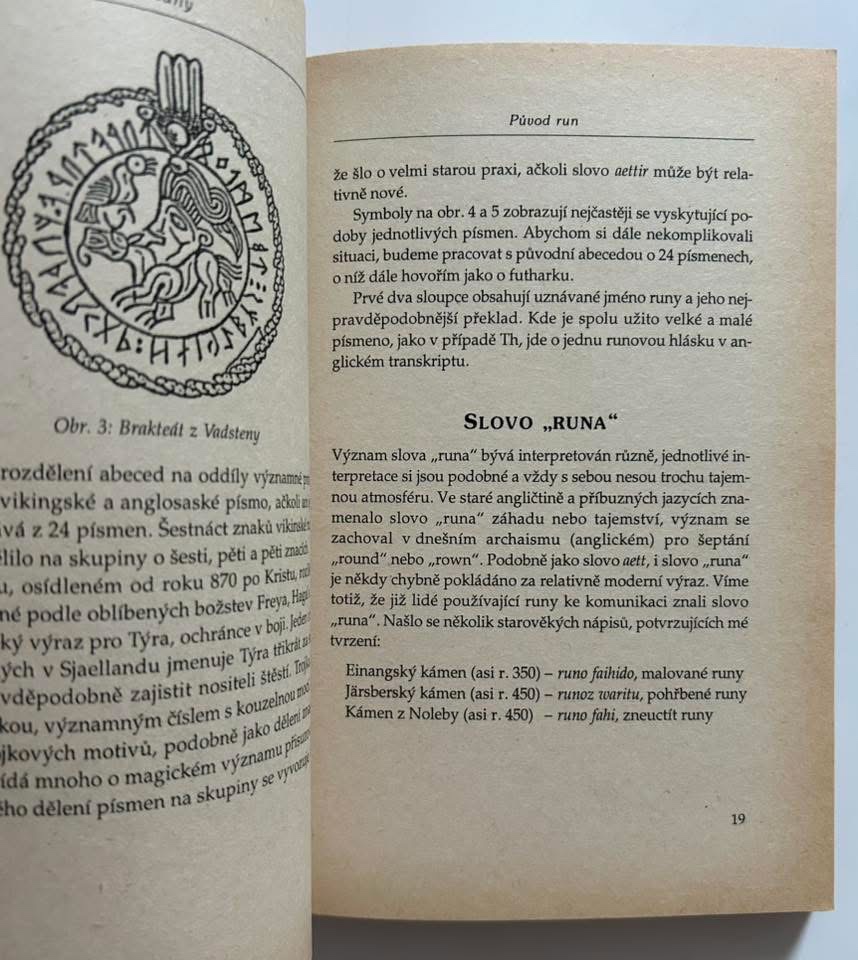 Obr. 3: Brakteát z Vadsteny
rozdělení abeced na oddíly významné
vikingské a anglosaské písmo, ačkoli
z 24 písmen. Šestnáct znaků
na skupiny o šesti, pěti a pěti
osídleném od roku 870 po Kristu,
podle oblíbených božstev Freya,
výraz pro Týra, ochránce v boji. Jeden
v Sjaellandu jmenuje Týra třikrát za
zajistit nositeli štěstí.
významným číslem s kouzelnou
motivů, podobně jako dělení
mnoho o magickém významu
dělení písmen na skupiny se
Původ run
že šlo o velmi starou praxi, ačkoli slovo aettir může být rela-
tivně nové.
Symboly na obr. 4 a 5 zobrazují nejčastěji se vyskytující po-
doby jednotlivých písmen. Abychom si dále nekomplikovali
situaci, budeme pracovat s původní abecedou o 24 písmenech,
o níž dále hovořím jako o futharku.
Prvé dva sloupce obsahují uznávané jméno runy a jeho nej-
pravděpodobnější překlad. Kde je spolu užito velké a malé
písmeno, jako v případě Th, jde o jednu runovou hlásku v an-
glickém transkriptu.
SLOVO „RUNA“
Význam slova „runa“ bývá interpretován různě, jednotlivé in-
terpretace si jsou podobné a vždy s sebou nesou trochu tajem-
nou atmosféru. Ve staré angličtině a příbuzných jazycích zna-
menalo slovo „runa“ záhadu nebo tajemství, význam se
zachoval v dnešním archaismu (anglickém) pro šeptání
„round“ nebo „rown“. Podobně jako slovo aett, i slovo „runa“
je někdy chybně pokládáno za relativně moderní výraz. Víme
totiž, že již lidé používající runy ke komunikaci znali slovo
„runa“. Našlo se několik starověkých nápisů, potvrzujících mé
tvrzení:
Einangský kámen (asi r. 350) – runo faihido, malované runy
Järsberský kámen (asi r. 450) – runoz waritu, pohřbené runy
Kámen z Noleby (asi r. 450) – runo fahi, zneuctít runy
19